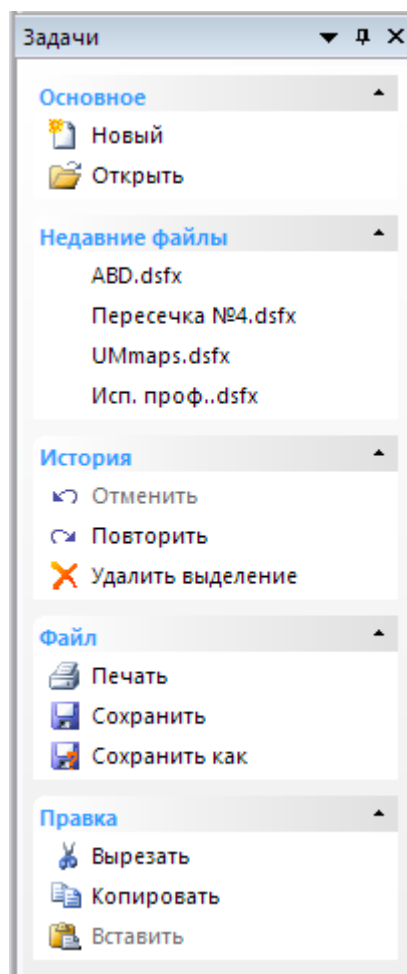 Задачи
Основное
Новый
Открыть
Недавние файлы
ABD.dsfx
Пересечка №4.dsfx
UMmaps.dsfx
Исп. проф..dsfx
История
Отменить
Повторить
Удалить выделение
Файл
Печать
Сохранить
Сохранить как
Правка
Вырезать
Копировать
Вставить